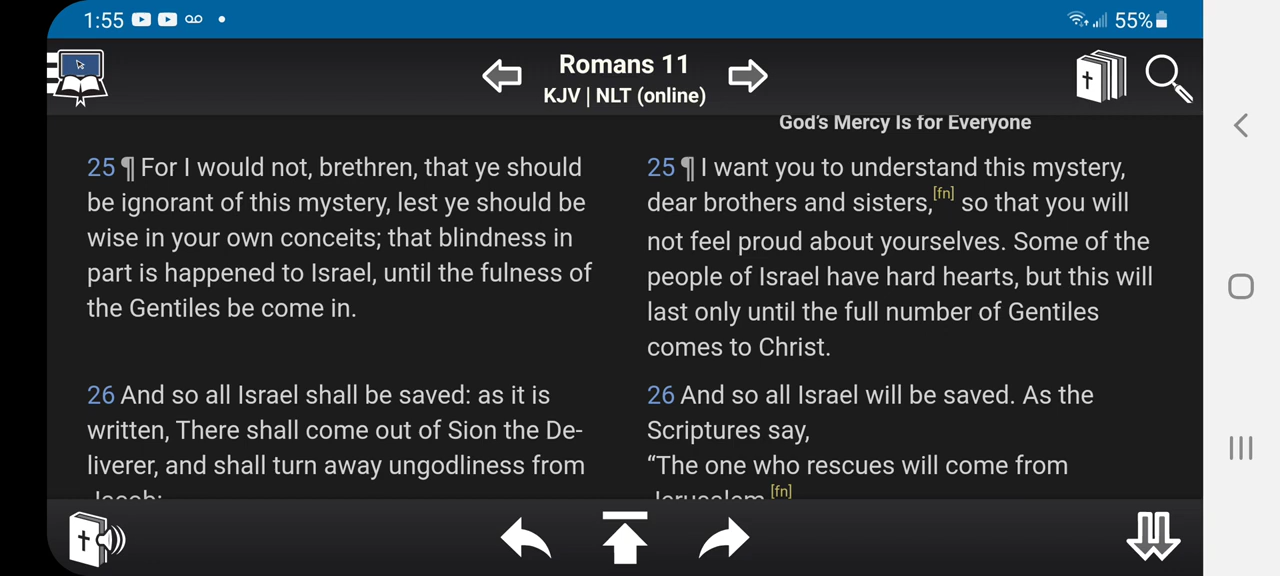 1:55
55%
Romans 11
KJV | NLT (online)
God's Mercy Is for Everyone
25 ¶ For I would not, brethren, that ye should
be ignorant of this mystery, lest ye should be
wise in your own conceits; that blindness in
part is happened to Israel, until the fulness of
the Gentiles be come in.
26 And so all Israel shall be saved: as it is
written, There shall come out of Sion the De-
liverer, and shall turn away ungodliness from
Jacob:
25 ¶ I want you to understand this mystery,
dear brothers and sisters,[fn] so that you will
not feel proud about yourselves. Some of the
people of Israel have hard hearts, but this will
last only until the full number of Gentiles
comes to Christ.
26 And so all Israel will be saved. As the
Scriptures say,
“The one who rescues will come from
Jerusalem,[fn]